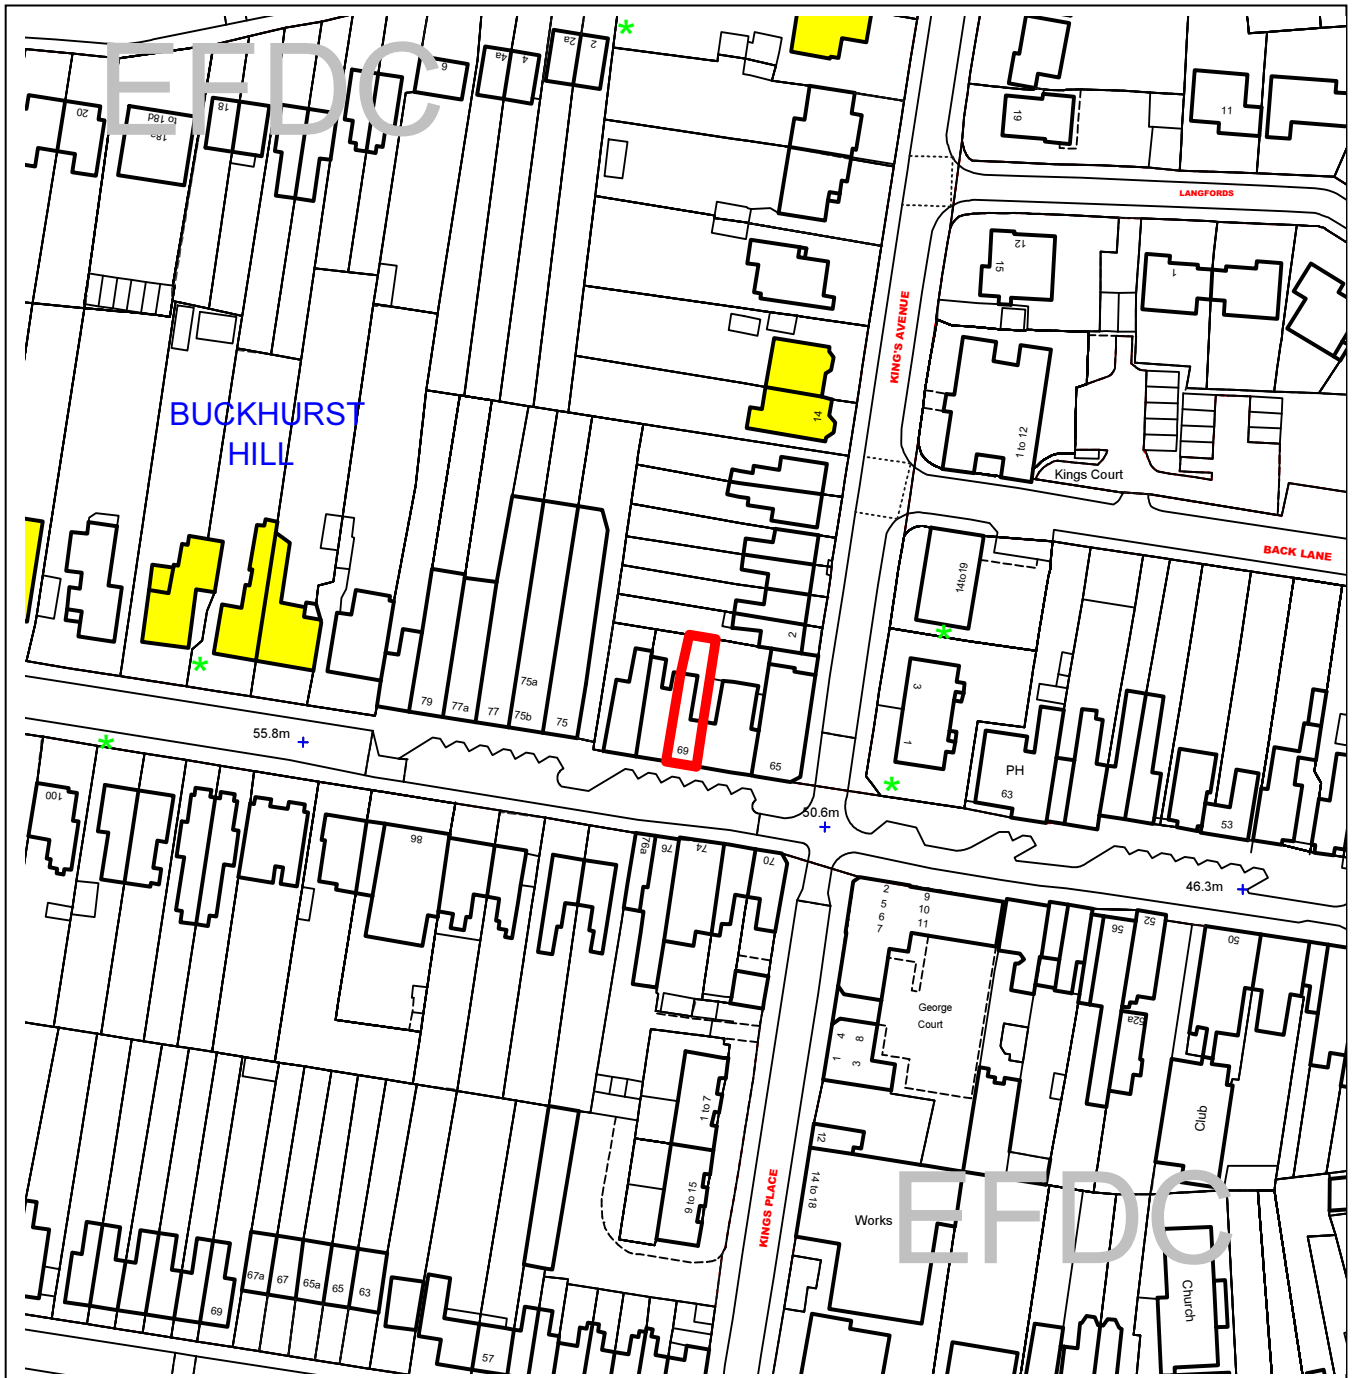 EFDC
2
2a
4
4a
6
18
18a
to 18d
20
19
11
LANGFORDS
12
15
1
KING'S AVENUE
14
1 to 12
Kings Court
BUCKHURST
HILL
BACK LANE
14to19
2
3
1
79
77a
77
75a
75b
75
69
65
PH
63
53
55.8m
50.6m
46.3m
100
86
76a
76
74
70
2
5
6
7
9
10
11
56
52
50
52a
George
Court
4
8
1
3
1 to 7
9 to 15
KINGS PLACE
12
14 to 18
Works
Club
Church
EFDC
69
67a
67
65a
65
63
57